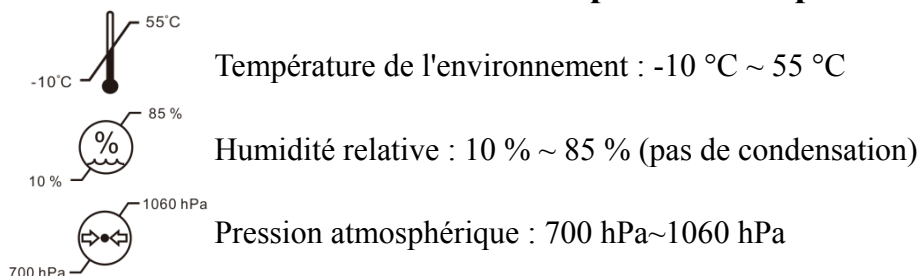 55°C
-10°C
Température de l'environnement : -10 °C ~ 55 °C
85 %
%
10 %
Humidité relative : 10 % ~ 85 % (pas de condensation)
1060 hPa
700 hPa
Pression atmosphérique : 700 hPa~1060 hPa